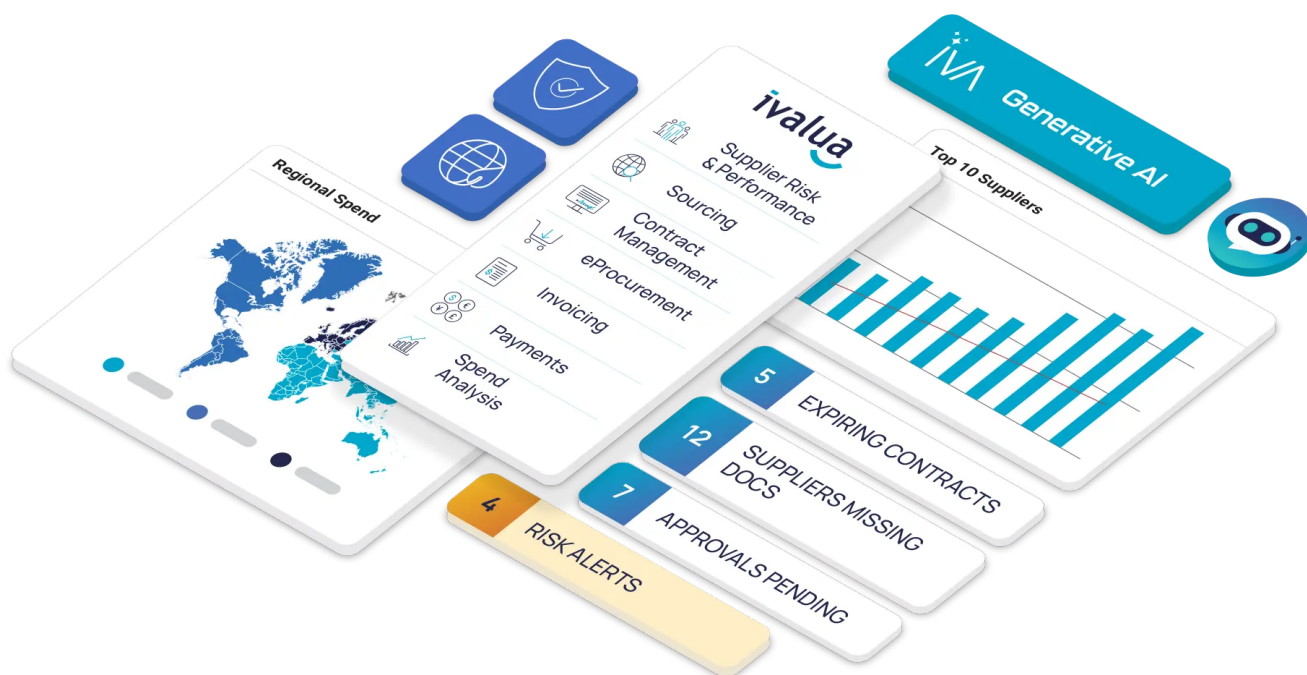 Regional Spend
ivalua
Supplier Risk
& Performance
Sourcing
Contract
Management
eProcurement
Invoicing
Payments
Spend
Analysis
IVA Generative AI
Top 10 Suppliers
5 EXPIRING CONTRACTS
12 SUPPLIERS MISSING
DOCS
7 APPROVALS PENDING
4 RISK ALERTS